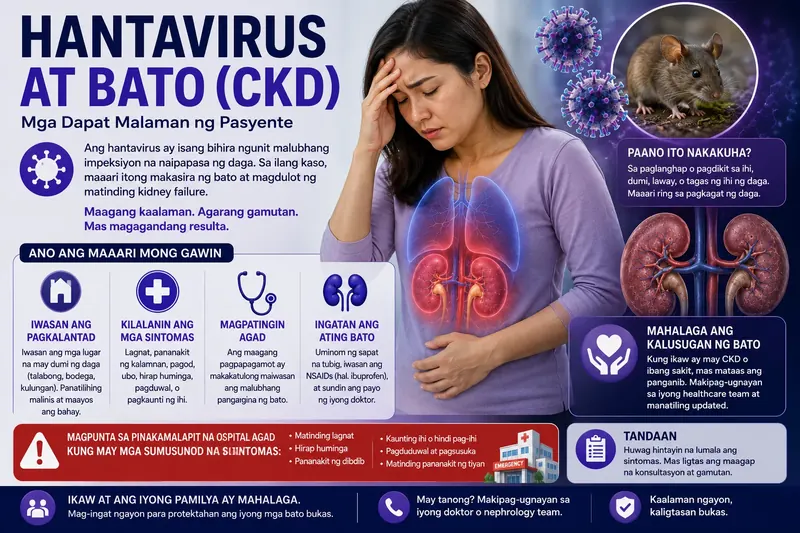 HANTAVIRUS
AT BATO (CKD)
Mga Dapat Malaman ng Pasyente
Ang hantavirus ay isang bihira ngunit malubhang
impeksiyon na naipapasa ng daga. Sa ilang kaso,
maaari itong makasira ng bato at magdulot ng
matinding kidney failure.
Maagang kaalaman. Agarang gamutan.
Mas magagandang resulta.
PAANO ITO NAKAKUHA?
Sa paglanghap o pagdikit sa ihi,
dumi, laway, o tagas ng ihi ng daga.
Maaari ring sa pagkagat ng daga.
ANO ANG MAAARI MONG GAWIN
IWASAN ANG
PAGKALANTAD
Iwasan ang mga lugar
na may dumi ng daga
(talabong, bodega,
kulungan). Panatilihing
malinis at maayos
ang bahay.
KILALANIN ANG
MGA SINTOMAS
Lagnat, pananakit
ng kalamnan, pagod,
ubo, hirap huminga,
pagduwal, o
pagkaunti ng ihi.
MAGPATINGIN
AGAD
Ang maagang
pagpapagamot ay
makakatulong maiwasan
ang malubhang
pangargina ng bato.
INGATAN ANG
ATING BATO
Uminom ng sapat
na tubig, iwasan ang
NSAIDs (hal. ibuprofen),
at sundin ang payo
ng iyong doktor.
MAHALAGA ANG
KALUSUGAN NG BATO
Kung ikaw ay may CKD o
ibang sakit, mas mataas ang
panganib. Makipag-ugnayan
sa iyong healthcare team at
manatiling updated.
MAGPUNTA SA PINAKAMALAPIT NA OSPITAL AGAD
KUNG MAY MGA SUMUSUNOD NA SINTOMAS:
• Matinding lagnat
• Hirap huminga
• Pananakit ng dibdib
• Kaunting ihi o hindi pag-ihi
• Pagduduwal at pagsusuka
• Matinding pananakit ng tiyan
EMERGENCY
TANDAAN
Huwag hintayin na lumala ang
sintomas. Mas ligtas ang maagap na
konsultasyon at gamutan.
IKAW AT ANG IYONG PAMILYA AY MAHALAGA.
Mag-ingat ngayon para protektahan ang iyong mga bato bukas.
May tanong? Makipag-ugnayan sa
iyong doktor o nephrology team.
Kaalaman ngayon,
kaligtasan bukas.